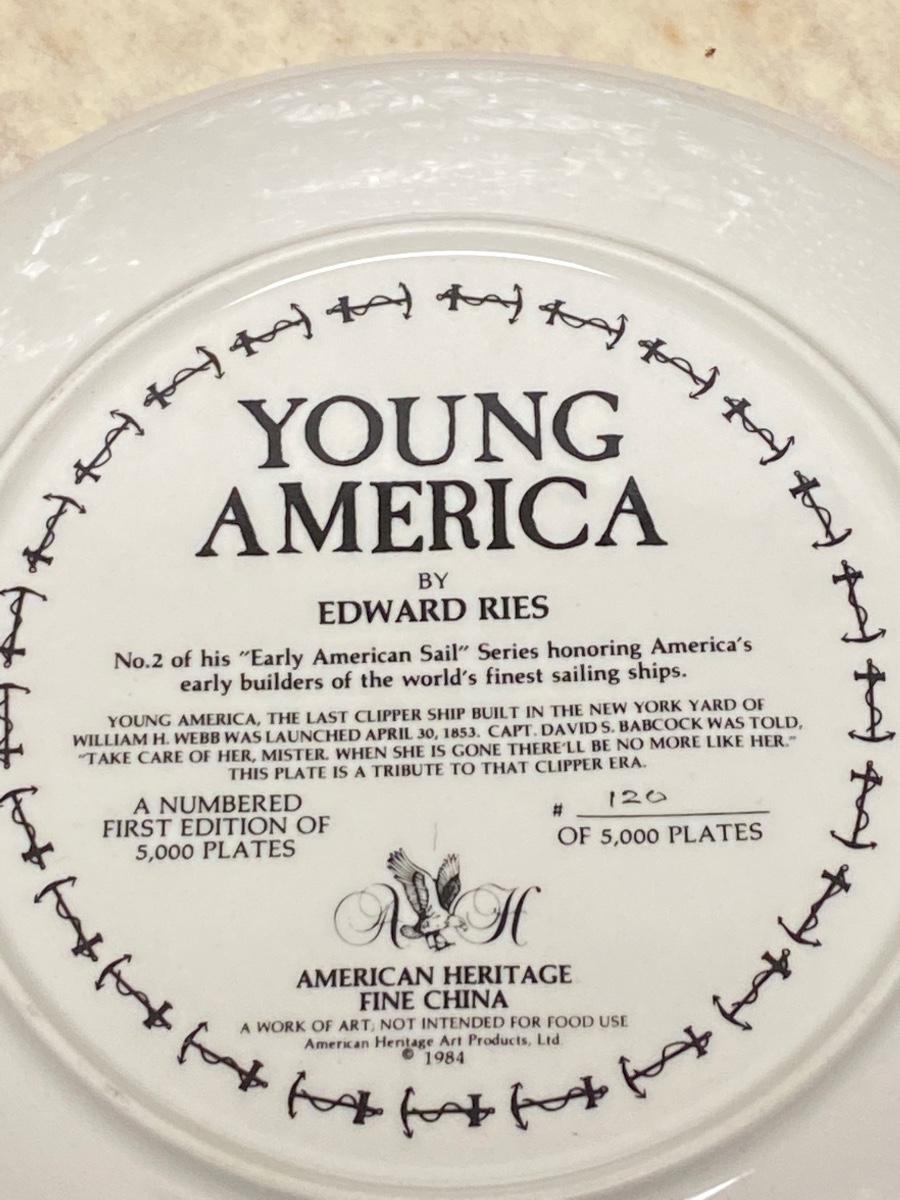 YOUNG
AMERICA
BY
EDWARD RIES
No.2 of his "Early American Sail" Series honoring America's
early builders of the world's finest sailing ships.
YOUNG AMERICA, THE LAST CLIPPER SHIP BUILT IN THE NEW YORK YARD OF
WILLIAM H. WEBB WAS LAUNCHED APRIL 30, 1853. CAPT. DAVID S. BABCOCK WAS TOLD,
"TAKE CARE OF HER, MISTER. WHEN SHE IS GONE THERE'LL BE NO MORE LIKE HER."
THIS PLATE IS A TRIBUTE TO THAT CLIPPER ERA.
A NUMBERED
FIRST EDITION OF
5,000 PLATES
# 120
OF 5,000 PLATES
A H
AMERICAN HERITAGE
FINE CHINA
A WORK OF ART, NOT INTENDED FOR FOOD USE
American Heritage Art Products, Ltd.
© 1984